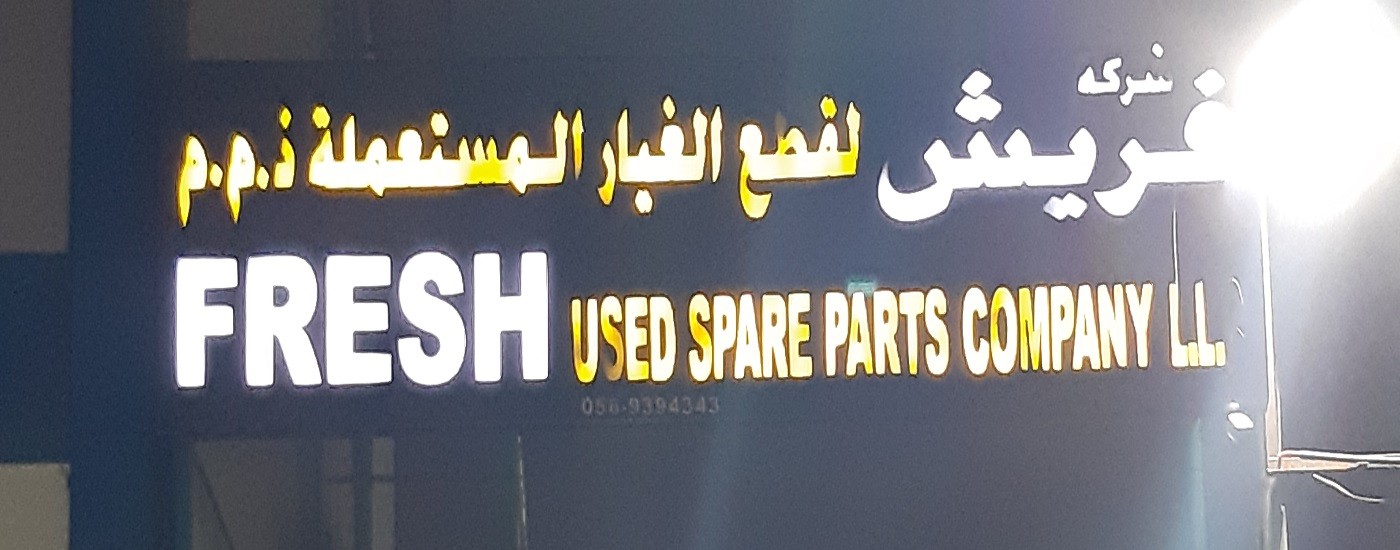 شركه
فريش لقطع الغيار المستعملة ذ.م.م
FRESH USED SPARE PARTS COMPANY L.L.
056-9394343